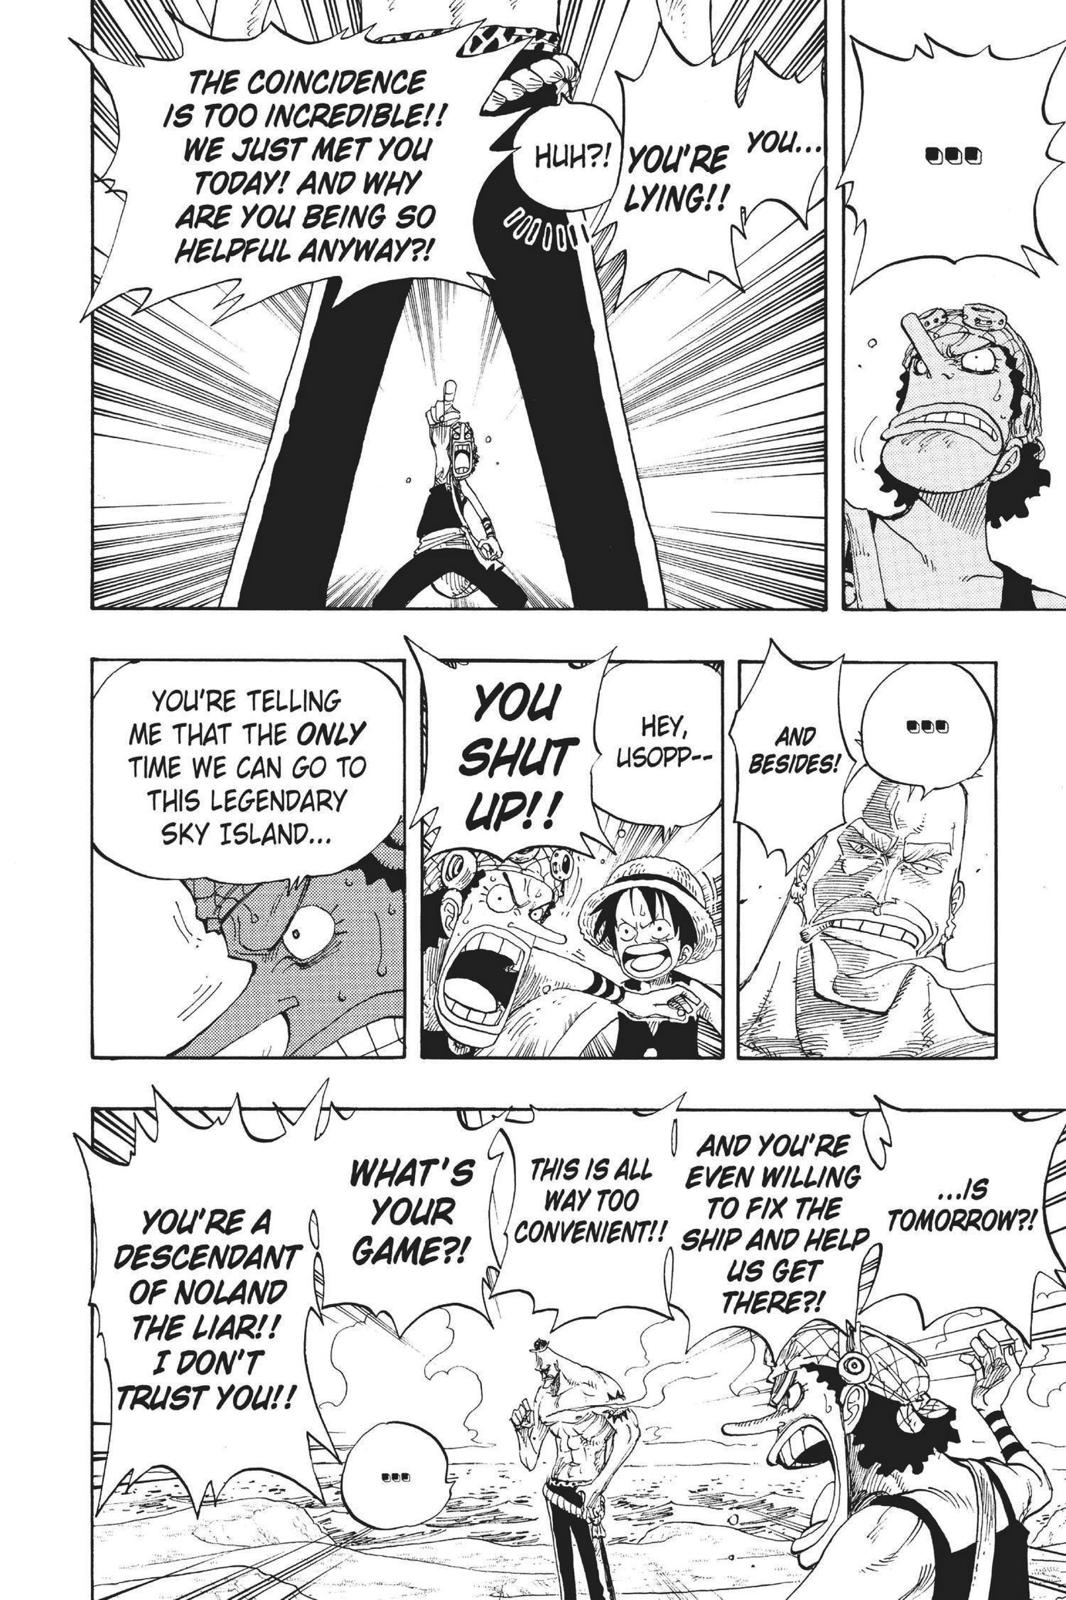 ...
YOU...
YOU'RE
LYING!!
HUH?!
THE COINCIDENCE
IS TOO INCREDIBLE!!
WE JUST MET YOU
TODAY! AND WHY
ARE YOU BEING SO
HELPFUL ANYWAY?!
...
AND
BESIDES!
HEY,
USOPP--
YOU
SHUT
UP!!
YOU'RE TELLING
ME THAT THE ONLY
TIME WE CAN GO TO
THIS LEGENDARY
SKY ISLAND...
...IS
TOMORROW?!
AND YOU'RE
EVEN WILLING
TO FIX THE
SHIP AND HELP
US GET
THERE?!
THIS IS ALL
WAY TOO
CONVENIENT!!
WHAT'S
YOUR
GAME?!
YOU'RE A
DESCENDANT
OF NOLAND
THE LIAR!!
I DON'T
TRUST YOU!!
...